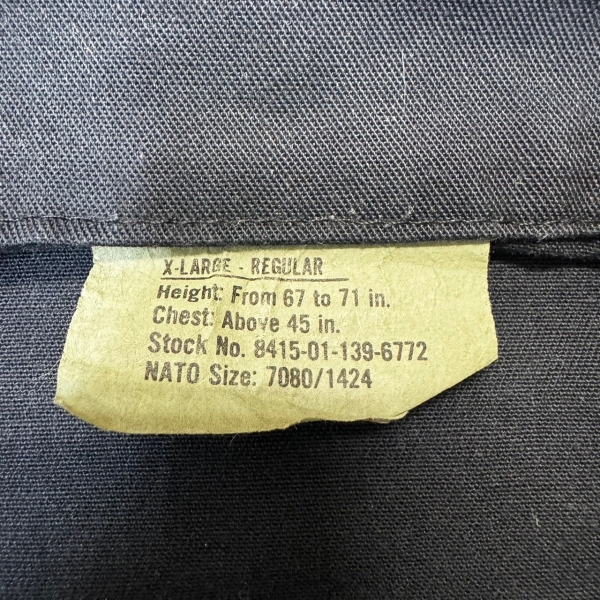 X-LARGE - REGULAR
Height: From 67 to 71 in.
Chest: Above 45 in.
Stock No. 8415-01-139-6772
NATO Size: 7080/1424